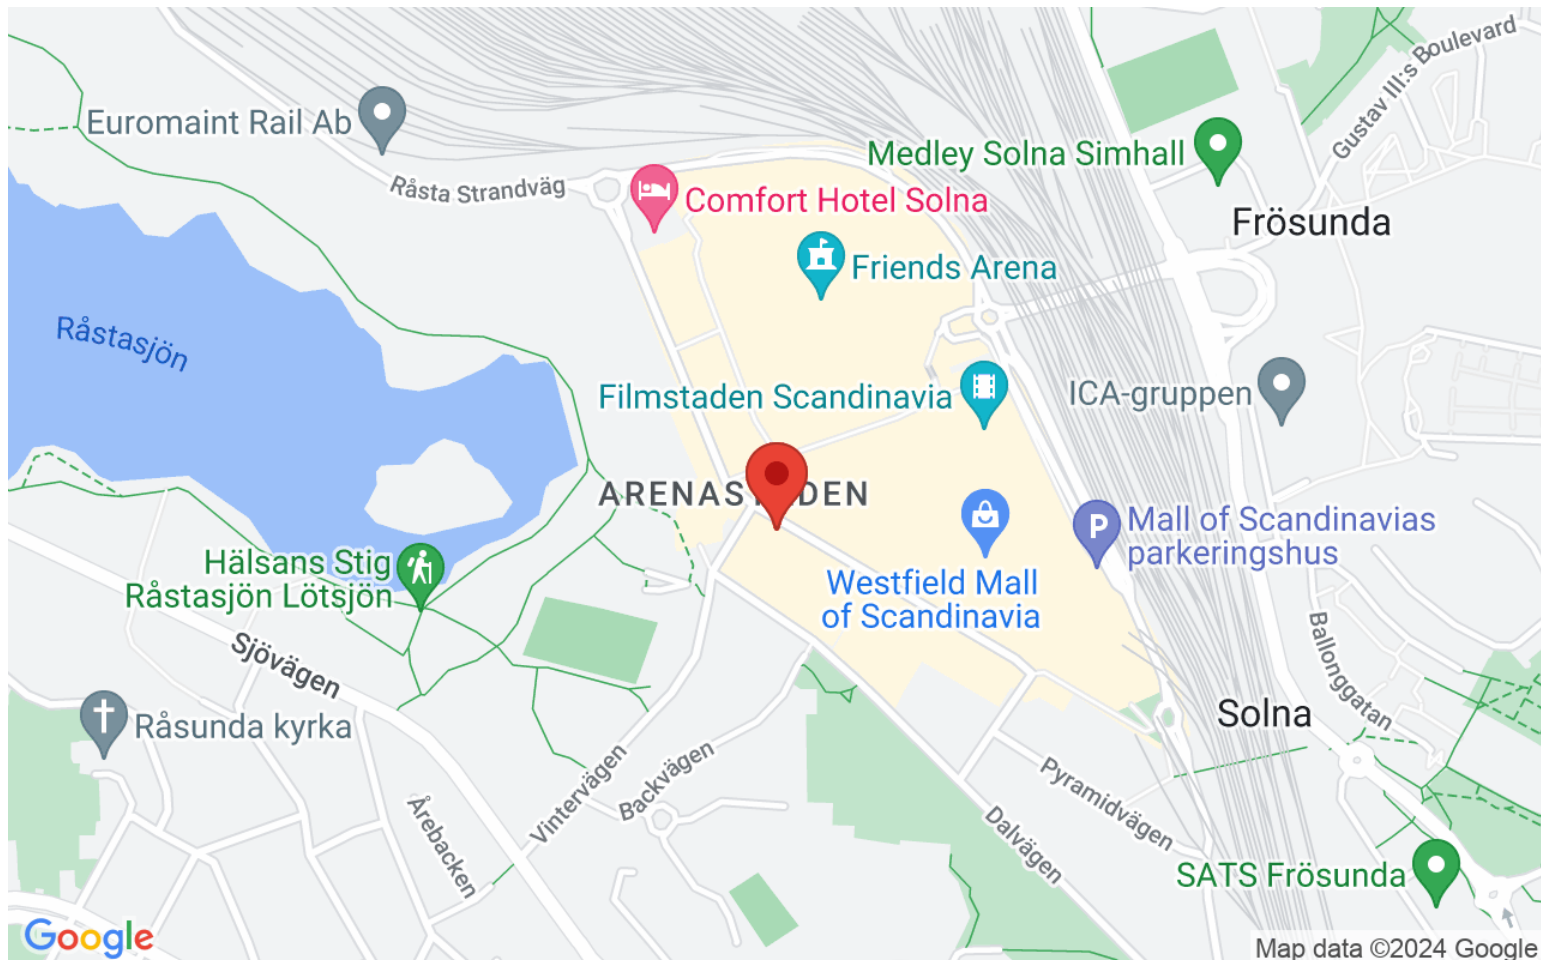 Gustav III:s Boulevard
Euromaint Rail Ab
Medley Solna Simhall
Råsta Strandväg
Comfort Hotel Solna
Frösunda
Friends Arena
Råstasjön
Filmstaden Scandinavia
ICA-gruppen
ARENAS DEN
Mall of Scandinavias
parkeringshus
Hälsans Stig
Råstasjön Lötsjön
Westfield Mall
of Scandinavia
Sjövägen
Ballonggatan
Råsunda kyrka
Solna
Vintervägen
Backvägen
Pyramidvägen
Årebacken
Dalvägen
SATS Frösunda
Google
Map data ©2024 Google
P